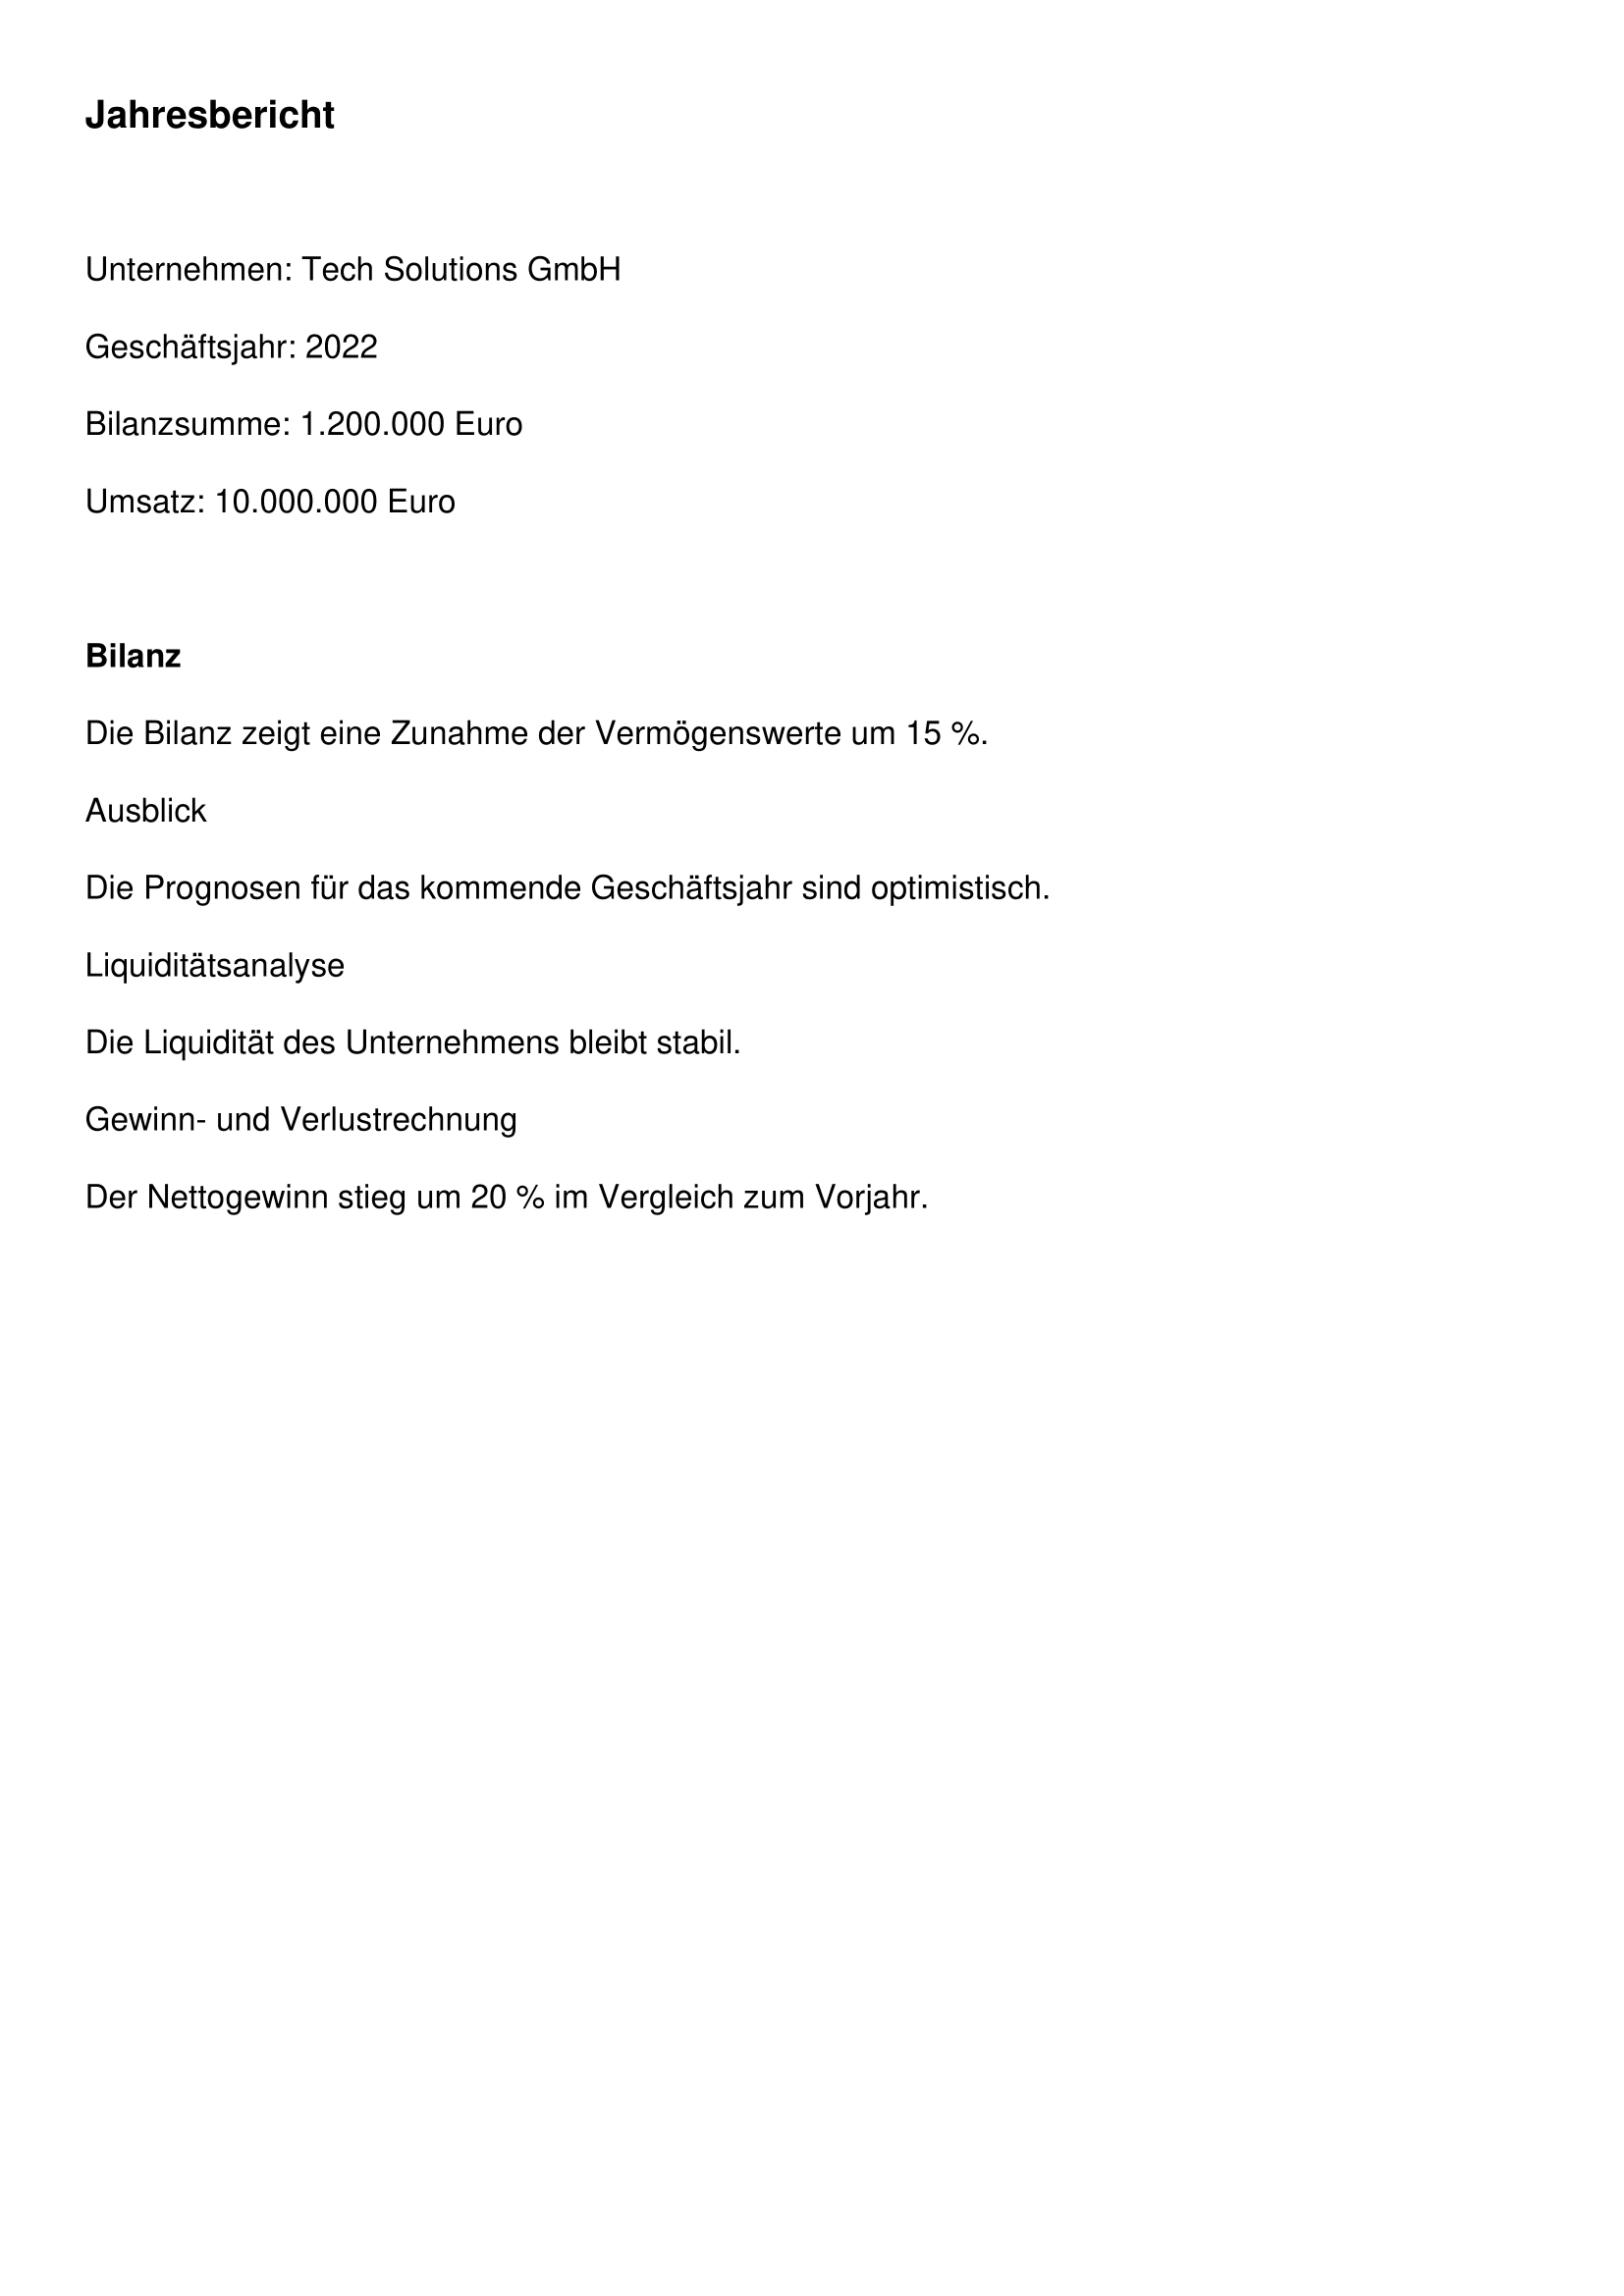 Jahresbericht
Unternehmen: Tech Solutions GmbH
Geschäftsjahr: 2022
Bilanzsumme: 1.200.000 Euro
Umsatz: 10.000.000 Euro
Bilanz
Die Bilanz zeigt eine Zunahme der Vermögenswerte um 15 %.
Ausblick
Die Prognosen für das kommende Geschäftsjahr sind optimistisch.
Liquiditätsanalyse
Die Liquidität des Unternehmens bleibt stabil.
Gewinn- und Verlustrechnung
Der Nettogewinn stieg um 20 % im Vergleich zum Vorjahr.